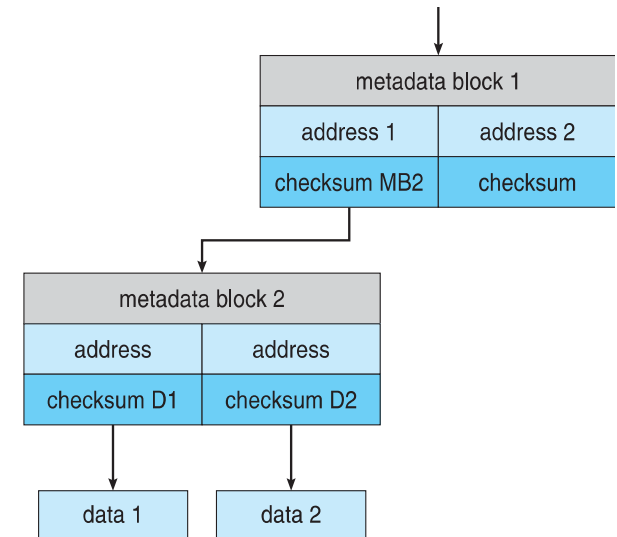 metadata block 1
address 1 address 2
checksum MB2 checksum
metadata block 2
address address
checksum D1 checksum D2
data 1 data 2